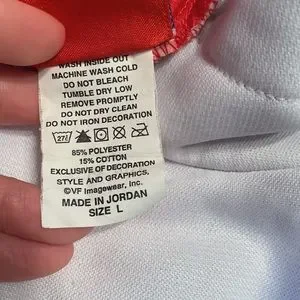 WASH INSIDE OUT
MACHINE WASH COLD
DO NOT BLEACH
TUMBLE DRY LOW
REMOVE PROMPTLY
DO NOT DRY CLEAN
DO NOT IRON DECORATION
85% POLYESTER
15% COTTON
EXCLUSIVE OF DECORATION
STYLE AND GRAPHICS,
©VF Imagewear, Inc.
MADE IN JORDAN
SIZE L